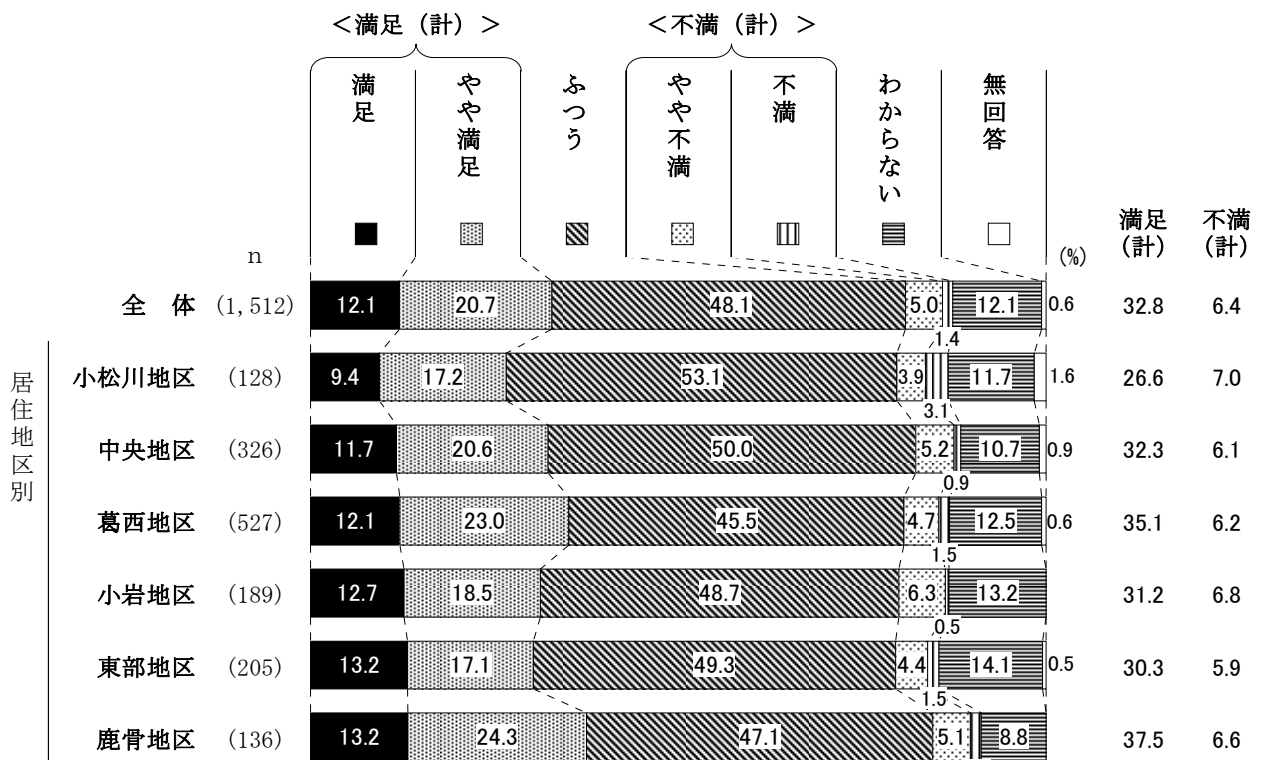 ＜満足（計）＞ ＜不満（計）＞
満足 やや満足 ふつう やや不満 不満 わからない 無回答
n (%) 満足（計） 不満（計）
全 体 (1,512) 12.1 20.7 48.1 5.0 1.4 12.1 0.6 32.8 6.4
居住地区別
小松川地区 (128) 9.4 17.2 53.1 3.9 3.1 11.7 1.6 26.6 7.0
中央地区 (326) 11.7 20.6 50.0 5.2 0.9 10.7 0.9 32.3 6.1
葛西地区 (527) 12.1 23.0 45.5 4.7 1.5 12.5 0.6 35.1 6.2
小岩地区 (189) 12.7 18.5 48.7 6.3 0.5 13.2 31.2 6.8
東部地区 (205) 13.2 17.1 49.3 4.4 1.5 14.1 0.5 30.3 5.9
鹿骨地区 (136) 13.2 24.3 47.1 5.1 8.8 37.5 6.6